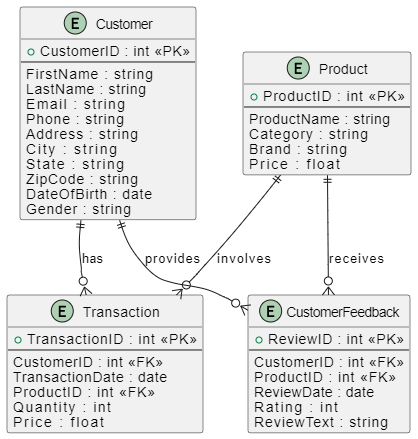 E Customer
CustomerID : int «PK»
FirstName : string
LastName : string
Email : string
Phone : string
Address : string
City : string
State : string
ZipCode : string
DateOfBirth : date
Gender : string
E Product
ProductID : int «PK»
ProductName : string
Category : string
Brand : string
Price : float
has
provides
involves
receives
E Transaction
TransactionID : int «PK»
CustomerID : int «FK»
TransactionDate : date
ProductID : int «FK»
Quantity : int
Price : float
E CustomerFeedback
ReviewID : int «PK»
CustomerID : int «FK»
ProductID : int «FK»
ReviewDate : date
Rating : int
ReviewText : string